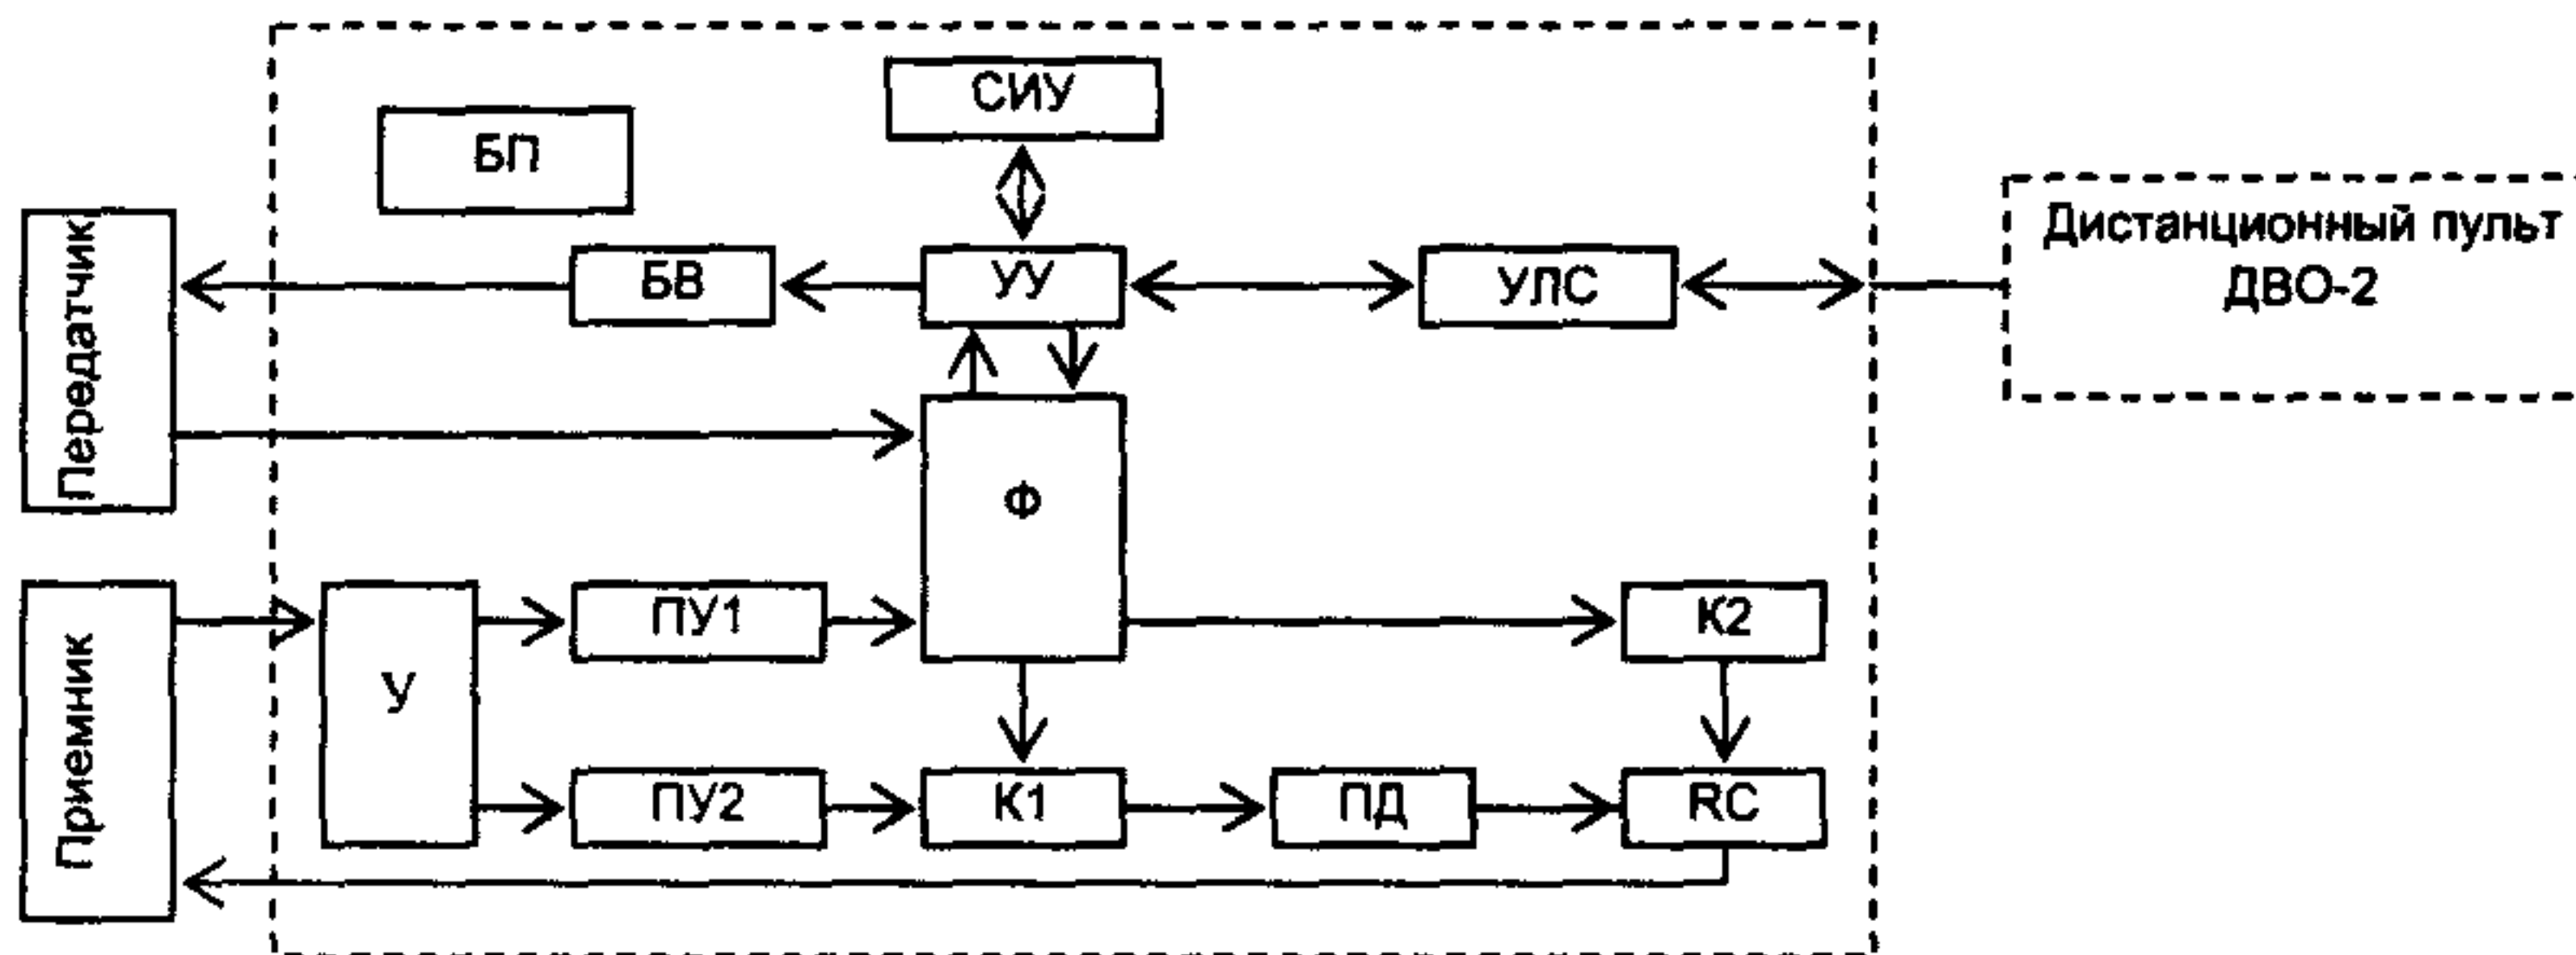 СИУ
БП
Дистанционный пульт
ДВО-2
Передатчик
БВ
УУ
УЛС
Ф
Приемник
У
ПУ1
К2
ПУ2
К1
ПД
RC